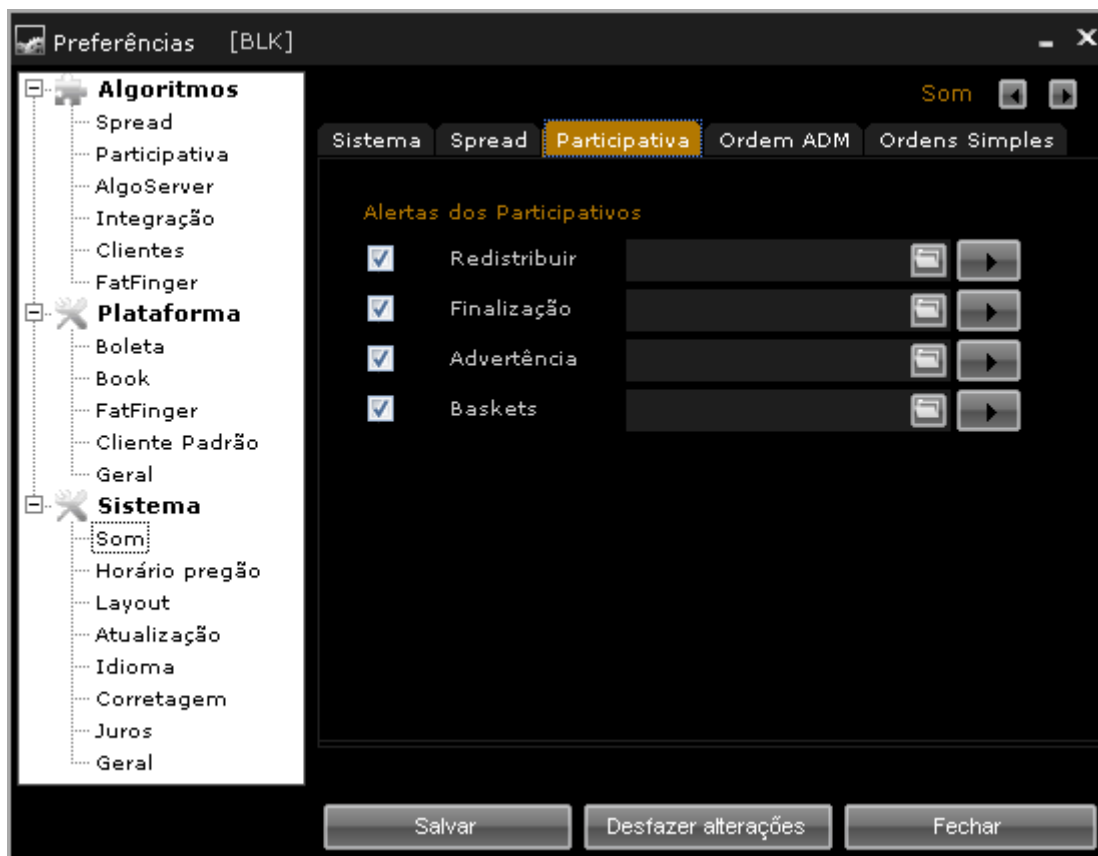 Preferências [BLK]
Algoritmos
Spread
Participativa
AlgoServer
Integração
Clientes
FatFinger
Plataforma
Boleta
Book
FatFinger
Cliente Padrão
Geral
Sistema
Som
Horário pregão
Layout
Atualização
Idioma
Corretagem
Juros
Geral
Som
Sistema Spread Participativa Ordem ADM Ordens Simples
Alertas dos Participativos
Redistribuir
Finalização
Advertência
Baskets
Salvar Desfazer alterações Fechar